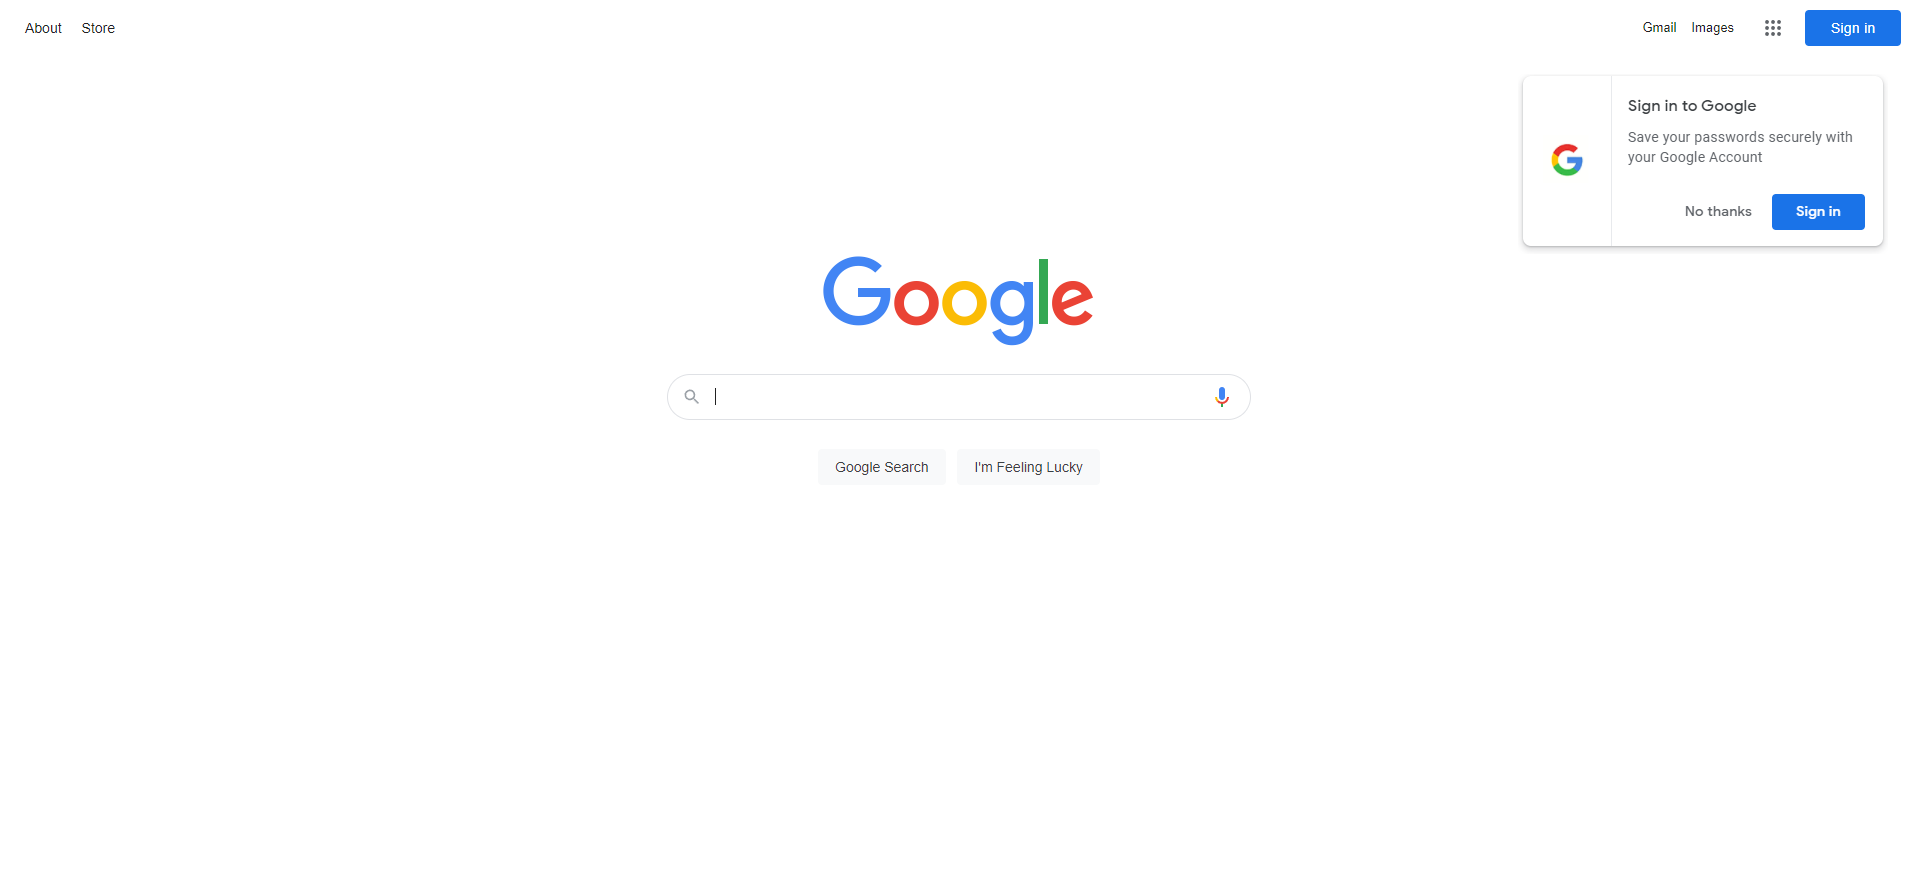 About Store
Gmail Images Sign in
Sign in to Google
Save your passwords securely with
your Google Account
No thanks Sign in
Google
Google Search I'm Feeling Lucky